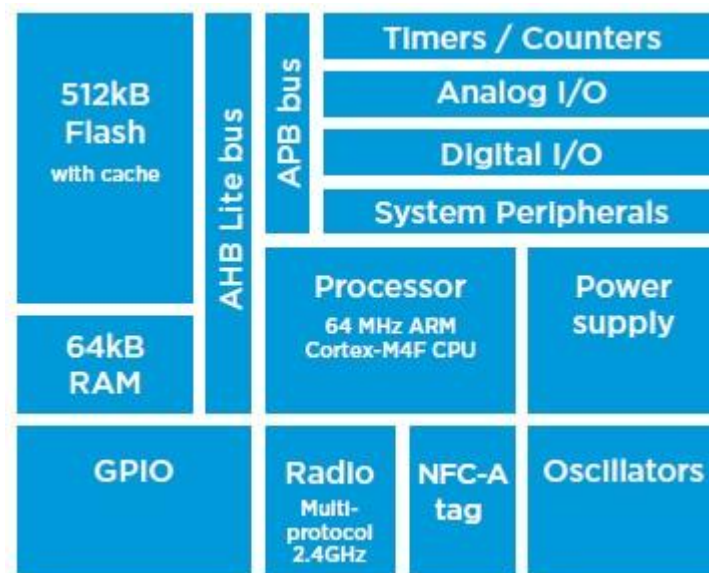 512kB
Flash
with cache
64kB
RAM
AHB Lite bus
APB bus
Timers / Counters
Analog I/O
Digital I/O
System Peripherals
Processor
64 MHz ARM
Cortex-M4F CPU
Power
supply
GPIO
Radio
Multi-
protocol
2.4GHz
NFC-A
tag
Oscillators